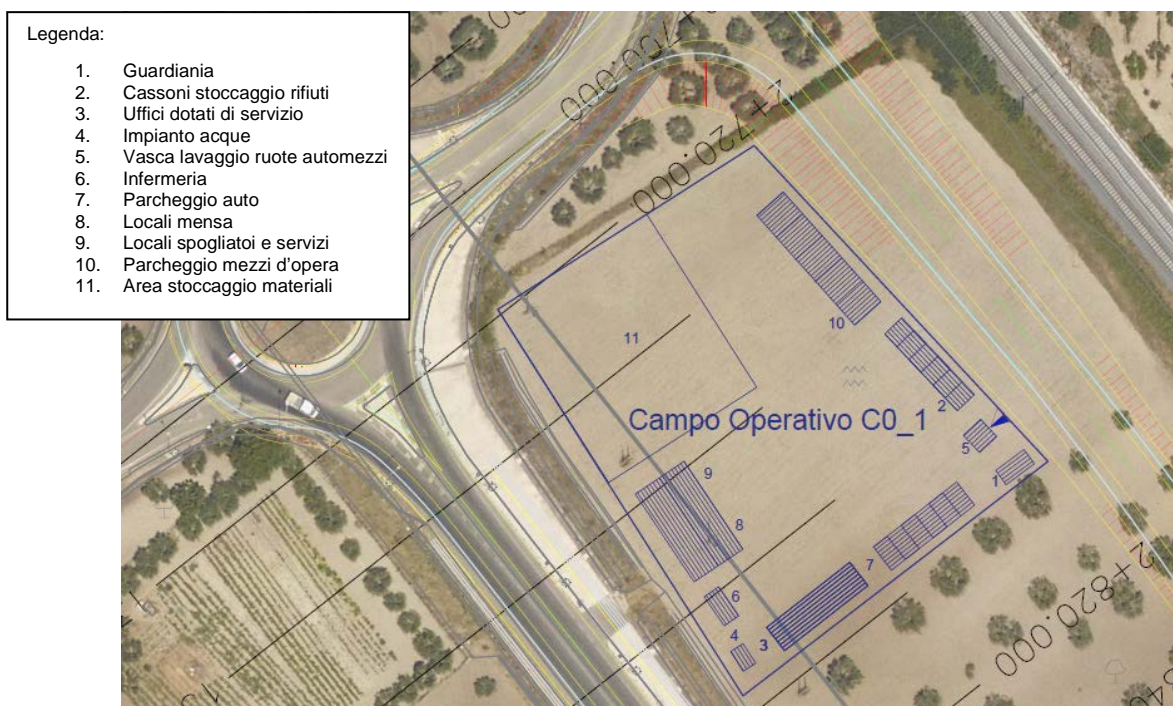 Legenda:
1. Guardiania
2. Cassoni stoccaggio rifiuti
3. Uffici dotati di servizio
4. Impianto acque
5. Vasca lavaggio ruote automezzi
6. Infermeria
7. Parcheggio auto
8. Locali mensa
9. Locali spogliatoi e servizi
10. Parcheggio mezzi d'opera
11. Area stoccaggio materiali
2+720.000
10
11
2
Campo Operativo C0_1
5
1
9
8
7
6
4
3
2+820.000